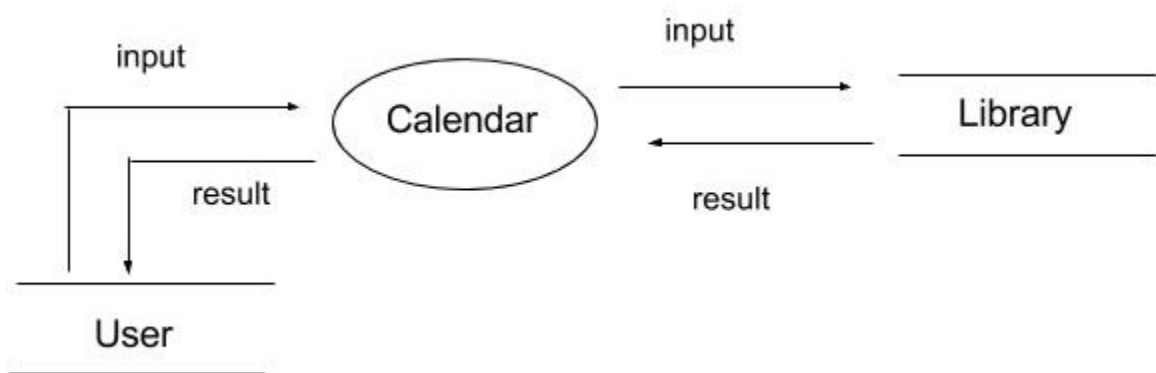 input
input
Calendar
Library
result
result
User